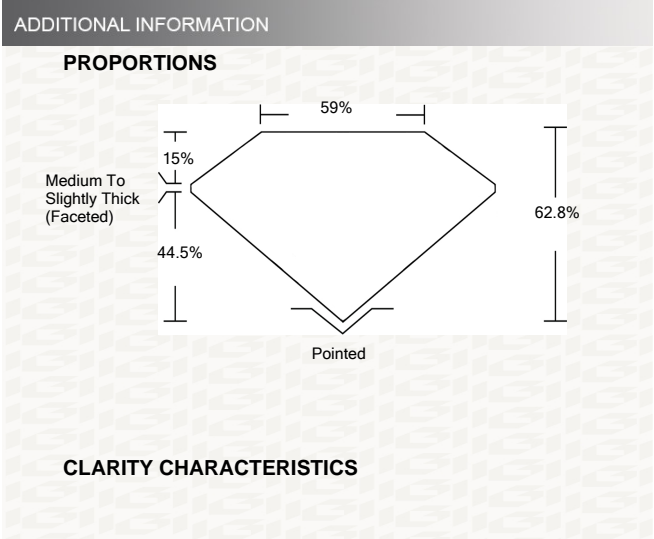 ADDITIONAL INFORMATION
PROPORTIONS
59%
15%
Medium To
Slightly Thick
(Faceted)
62.8%
44.5%
Pointed
CLARITY CHARACTERISTICS